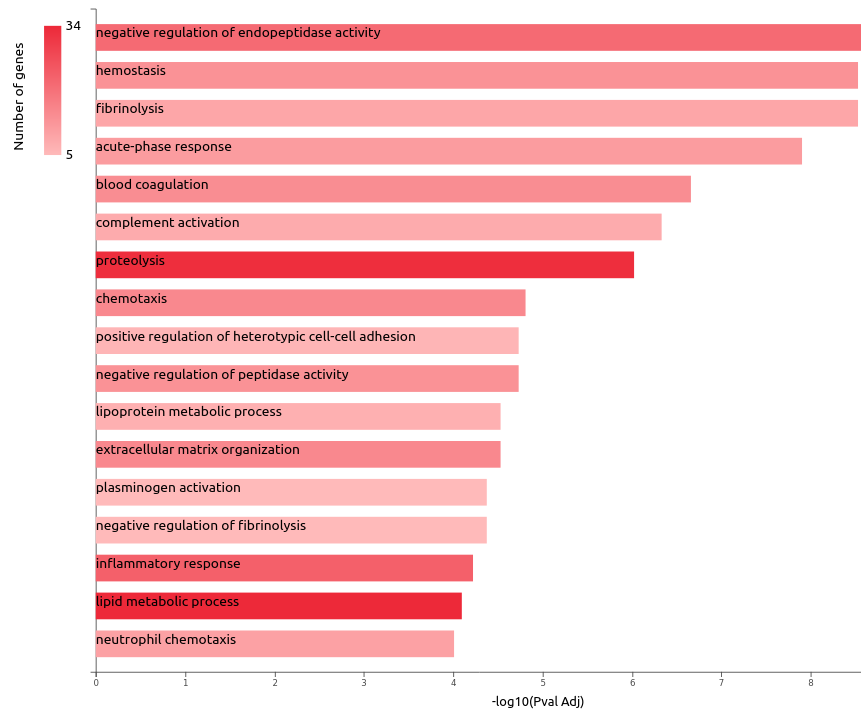 34
Number of genes
5
negative regulation of endopeptidase activity
hemostasis
fibrinolysis
acute-phase response
blood coagulation
complement activation
proteolysis
chemotaxis
positive regulation of heterotypic cell-cell adhesion
negative regulation of peptidase activity
lipoprotein metabolic process
extracellular matrix organization
plasminogen activation
negative regulation of fibrinolysis
inflammatory response
lipid metabolic process
neutrophil chemotaxis
0 1 2 3 4 5 6 7 8
-log10(Pval Adj)